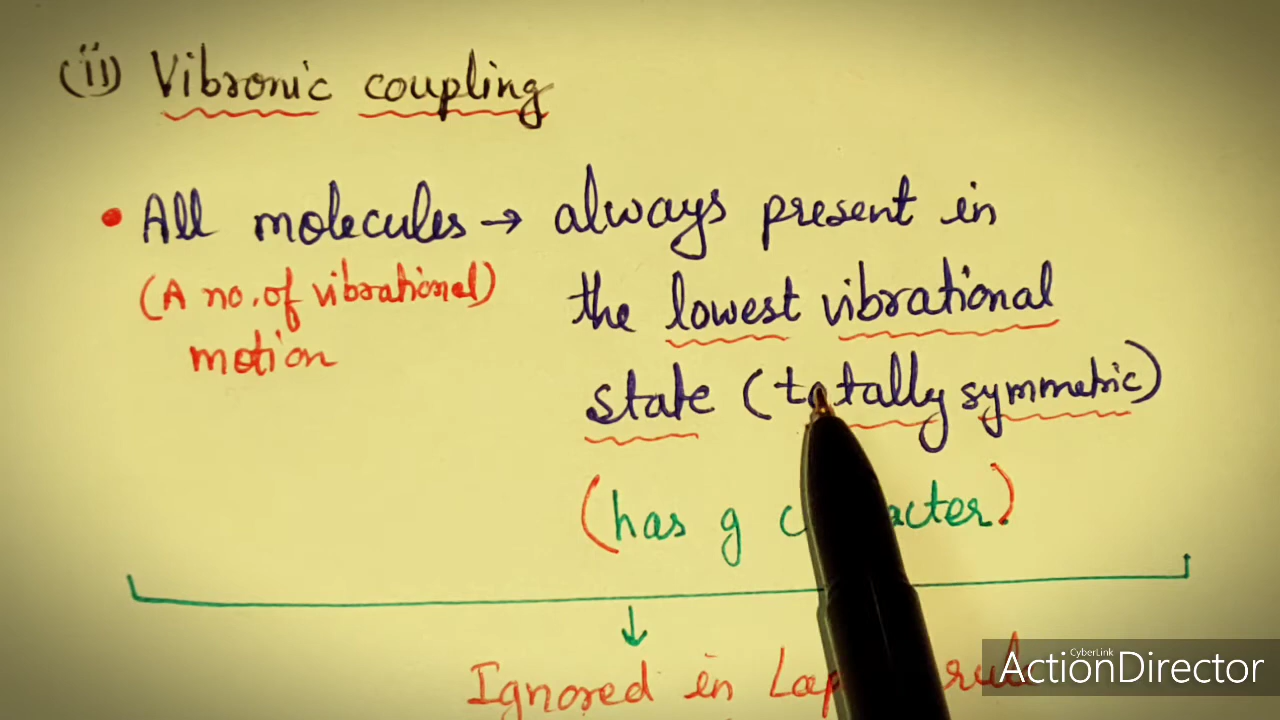 (ii) Vibronic coupling
• All molecules → always present in
(A no. of vibrational)
motion
the lowest vibrational
state (totally symmetric)
(has g
Ignored in
CyberLink
ActionDirector